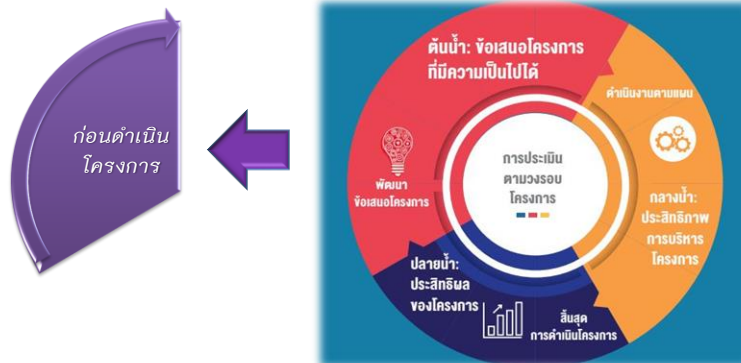 ก่อนดำเนิน
โครงการ
ต้นน้ำ: ข้อเสนอโครงการ
ที่มีความเป็นไปได้
ดำเนินงานตามแผน
การประเมิน
ตามวงรอบ
โครงการ
พัฒนา
ข้อเสนอโครงการ
กลางน้ำ:
ประสิทธิภาพ
การบริหาร
โครงการ
ปลายน้ำ:
ประสิทธิผล
ของโครงการ
สิ้นสุด
การดำเนินโครงการ